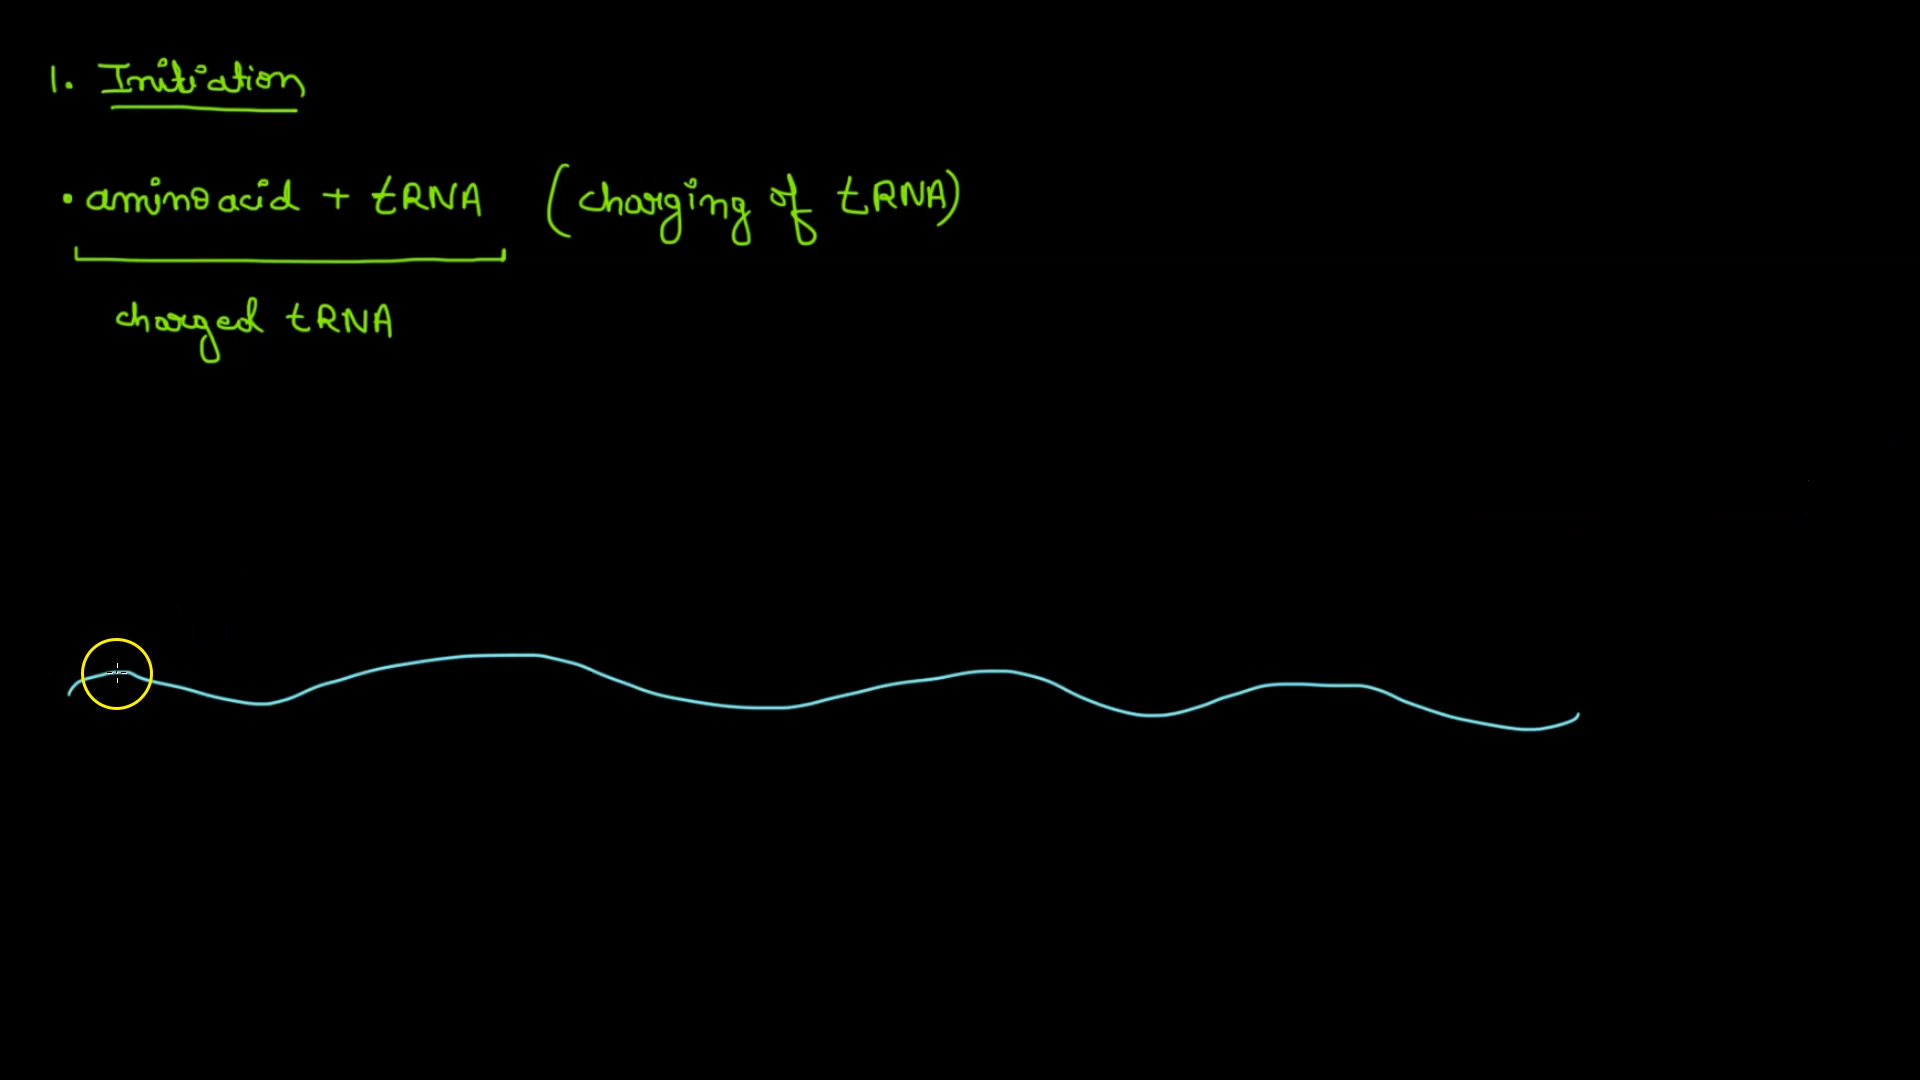 1. Initiation
• amino acid + tRNA (charging of tRNA)
charged tRNA